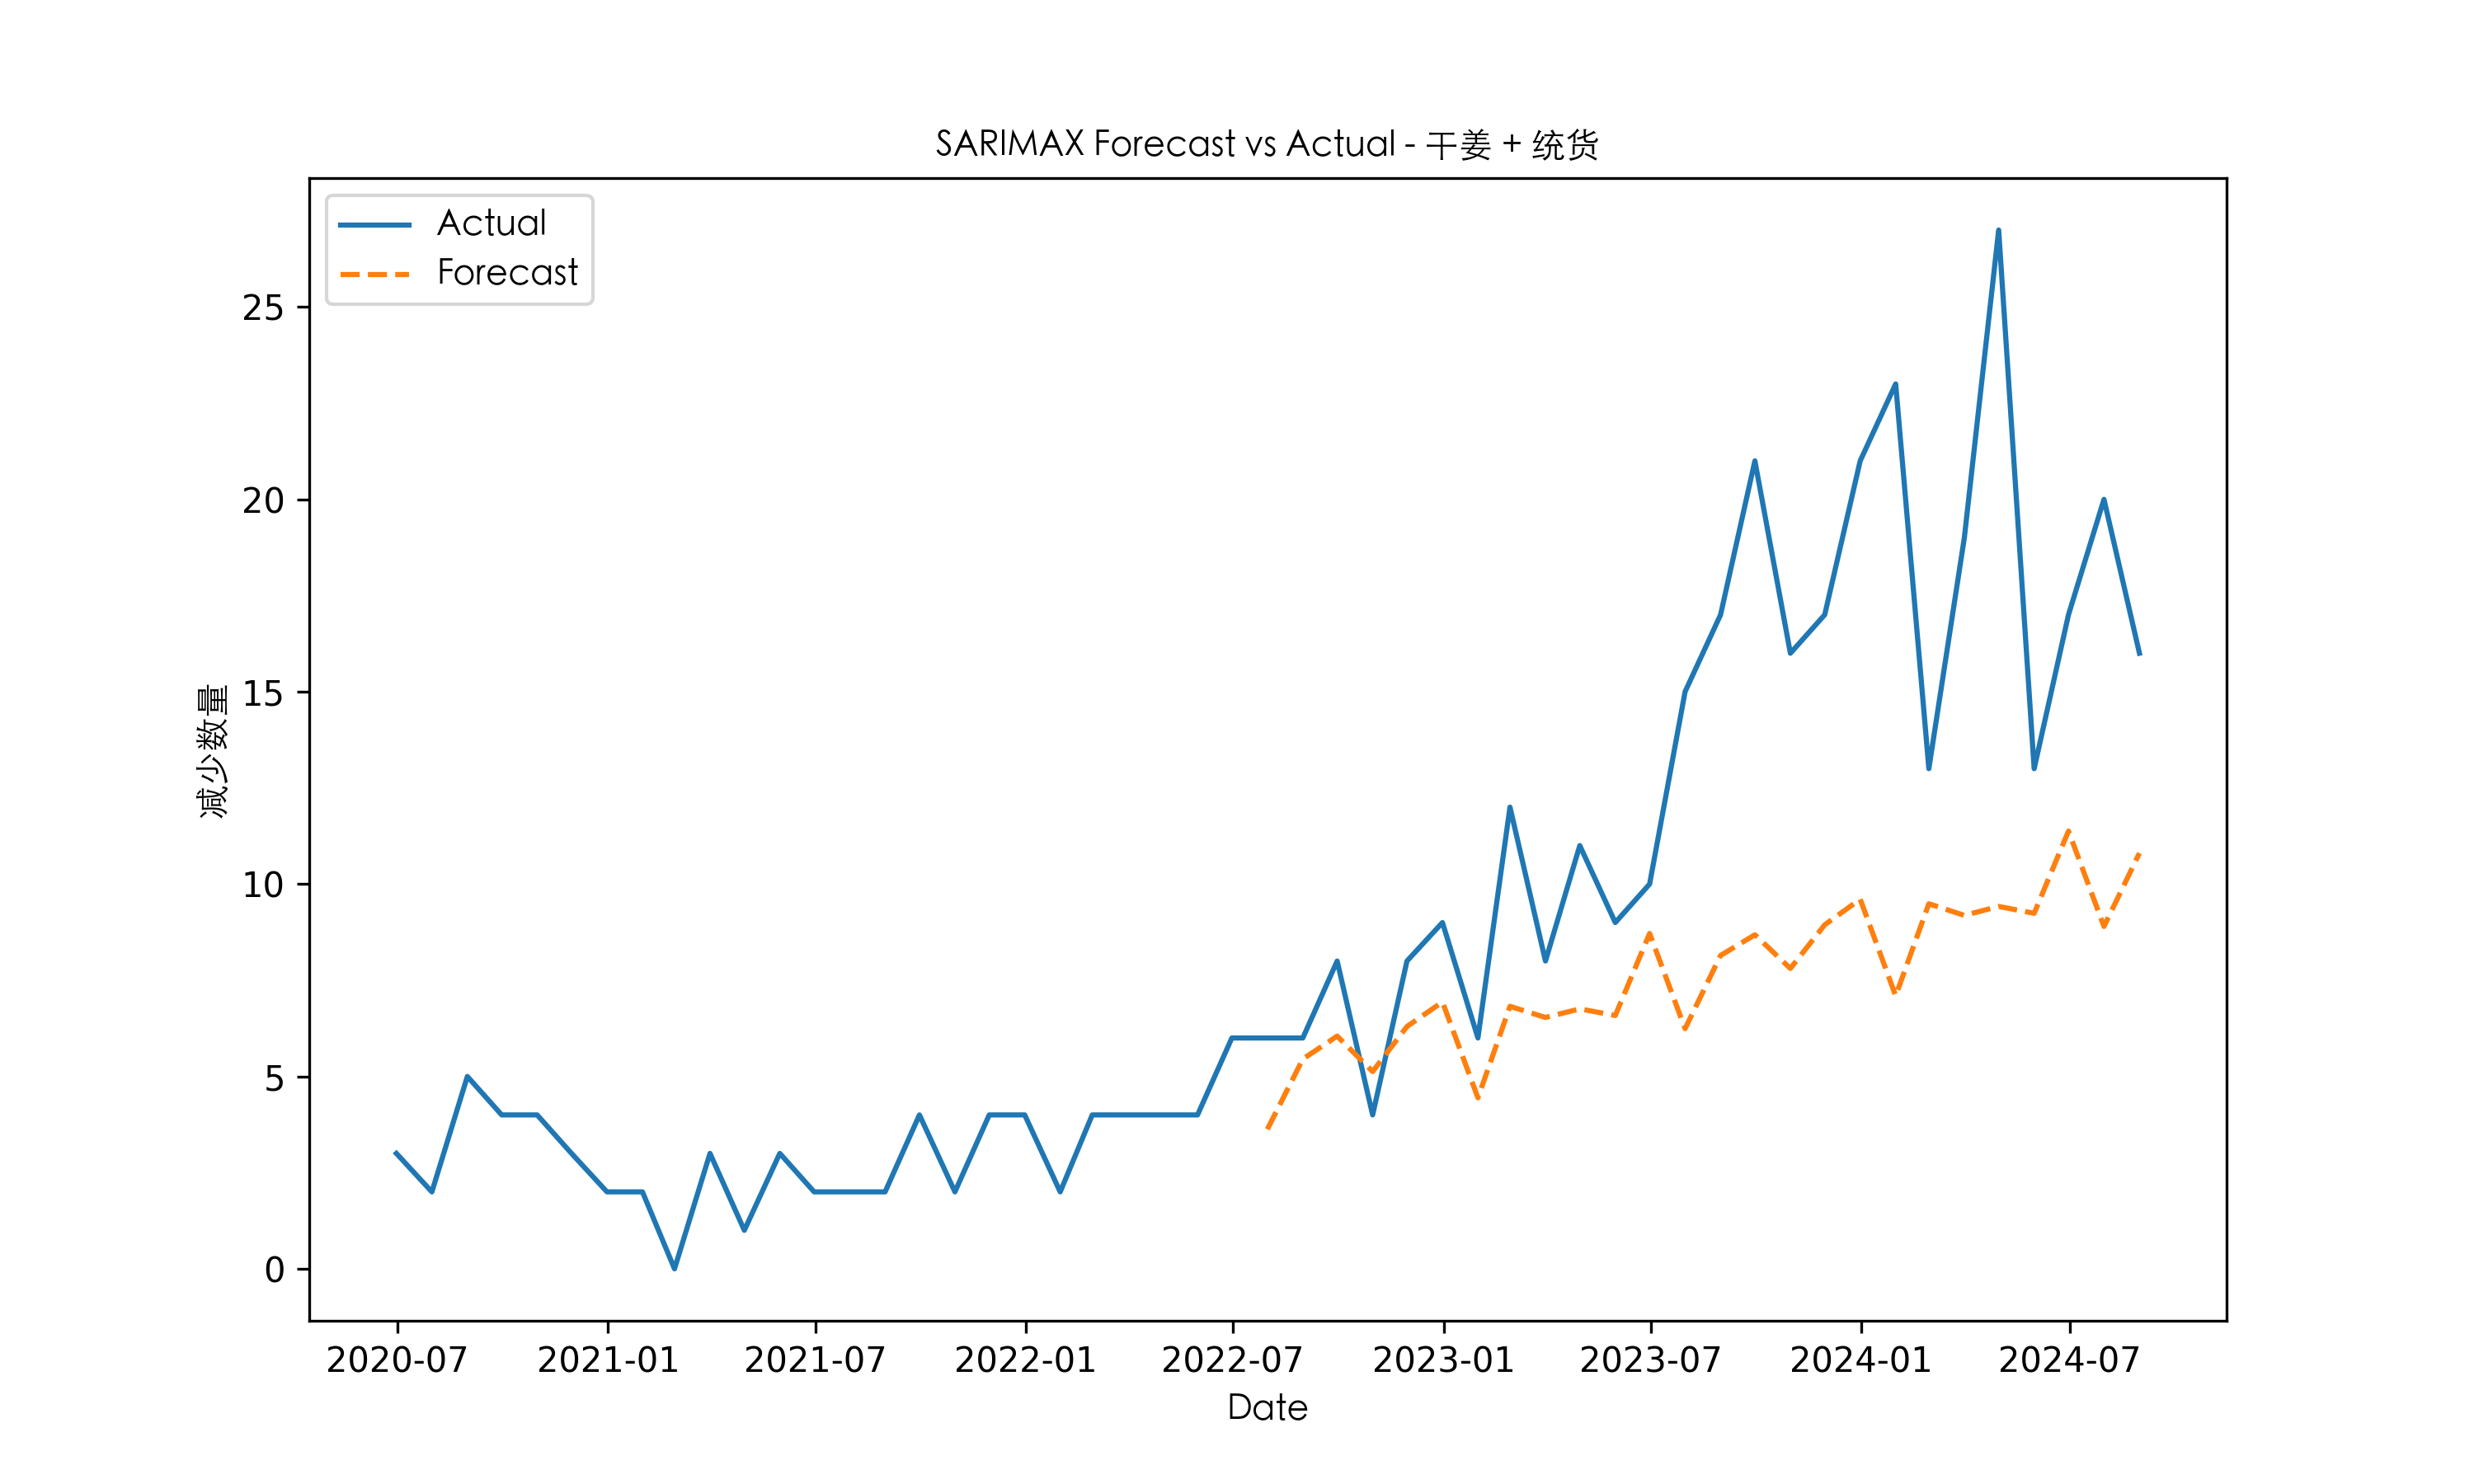 SARIMAX Forecast vs Actual - 干姜 + 统货
Actual
Forecast
25
20
15
10
5
0
减少数量
2020-07 2021-01 2021-07 2022-01 2022-07 2023-01 2023-07 2024-01 2024-07
Date